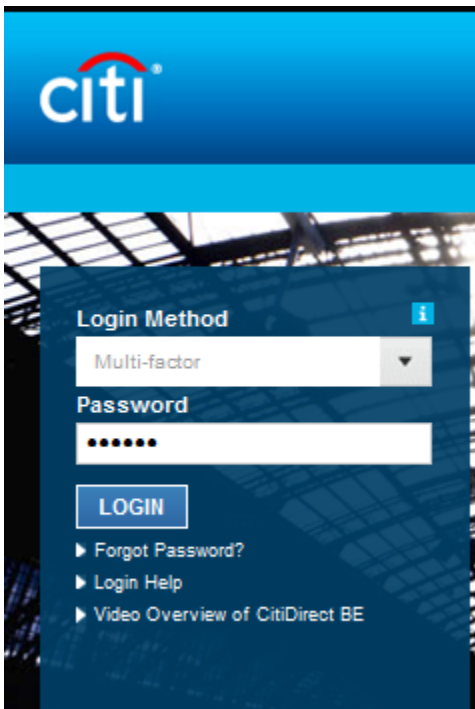 citi®
Login Method
i
Multi-factor
Password
••••••
LOGIN
Forgot Password?
Login Help
Video Overview of CitiDirect BE